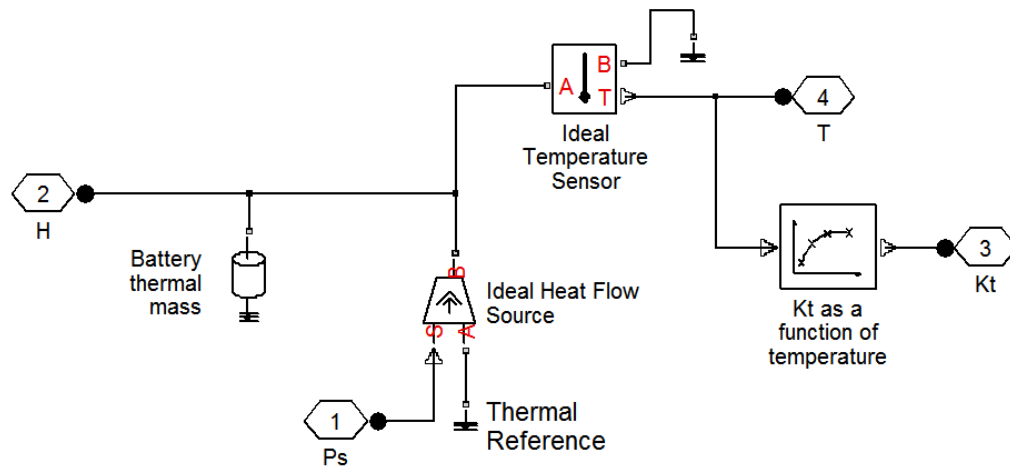 B
A
T
Ideal
Temperature
Sensor
4
T
2
H
Battery
thermal
mass
B
Ideal Heat Flow
Source
S
A
3
Kt
Kt as a
function of
temperature
1
Ps
Thermal
Reference